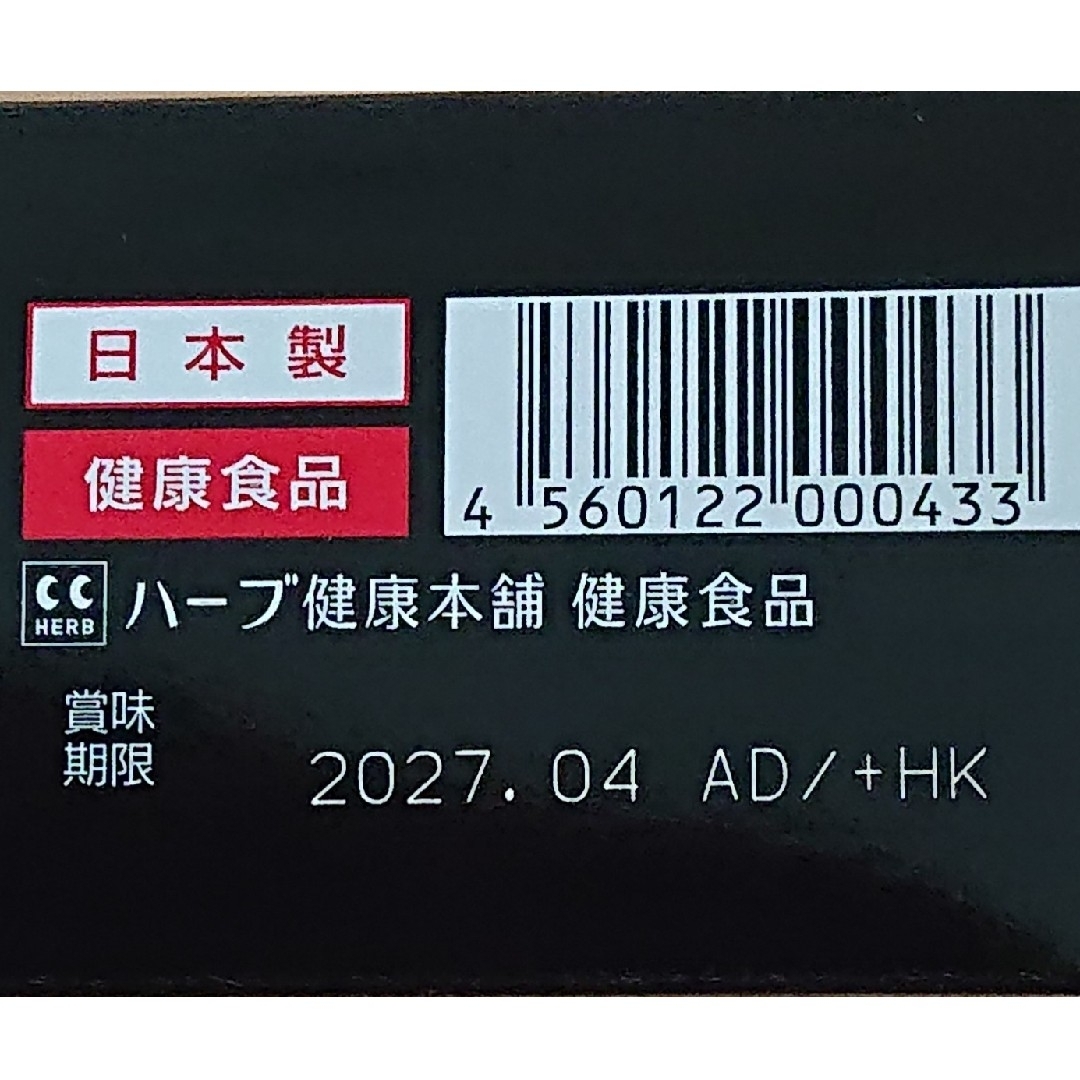 日本製
健康食品
4 560122 000433
CC HERB ハーブ健康本舗 健康食品
賞味
期限
2027.04 AD/+HK